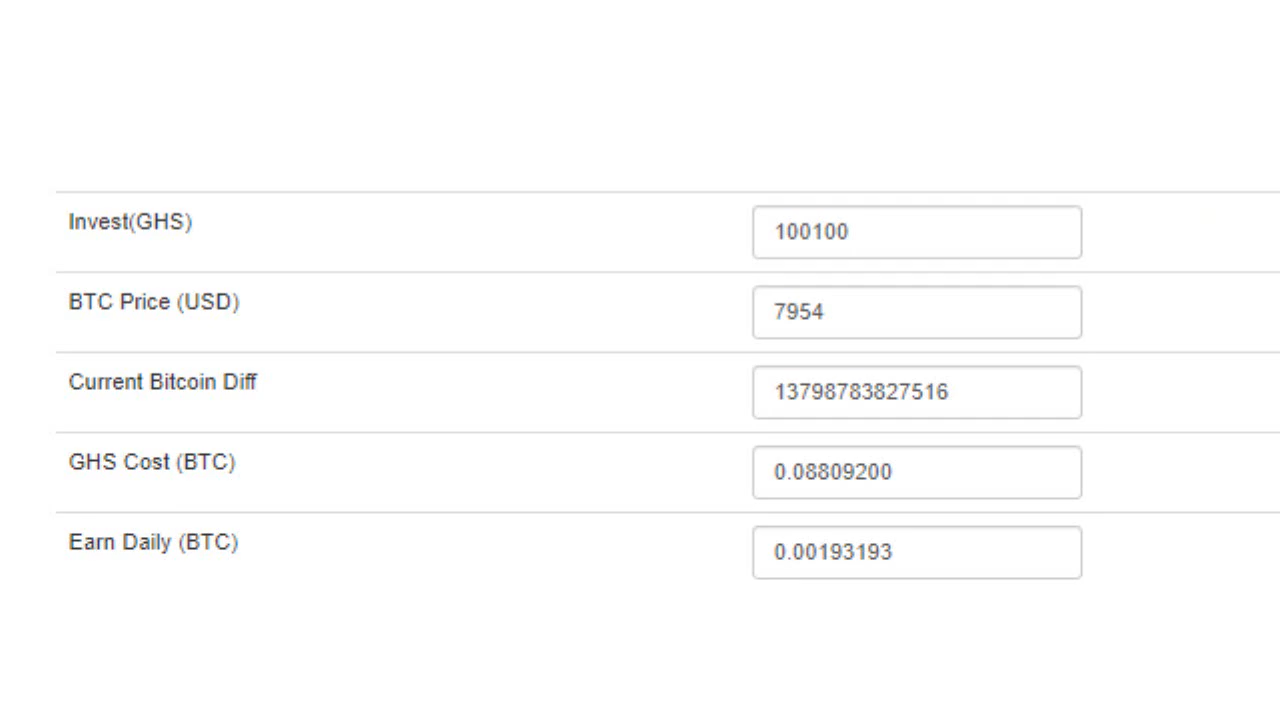 Invest(GHS) 100100
BTC Price (USD) 7954
Current Bitcoin Diff 13798783827516
GHS Cost (BTC) 0.08809200
Earn Daily (BTC) 0.00193193